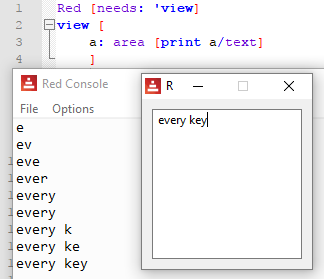 1 Red [needs: 'view]
2 view [
3 a: area [print a/text]
4 ]
Red Console
File Options
e
ev
eve
ever
every
every
every k
every ke
every key
R
every key